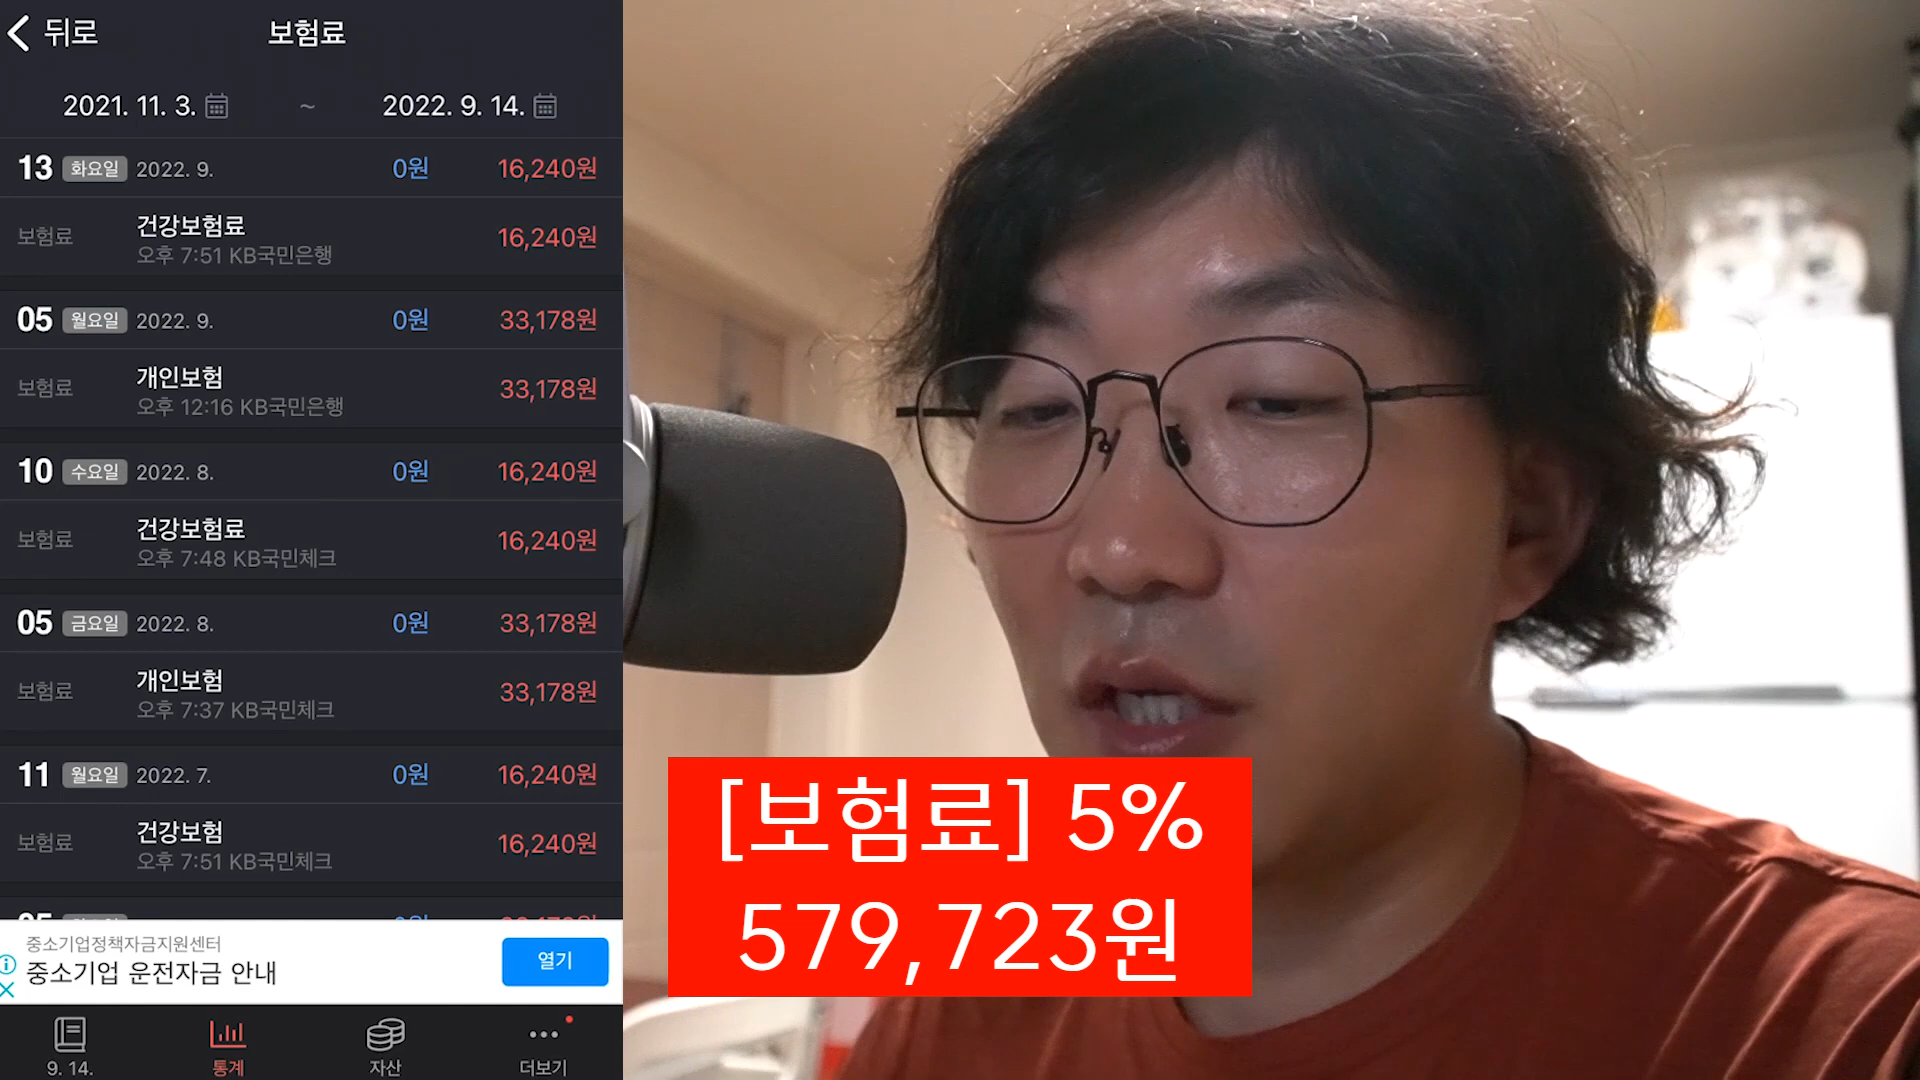 뒤로
보험료
2021. 11. 3. ~ 2022. 9. 14.
13 화요일 2022. 9. 0원 16,240원
보험료 건강보험료 16,240원
오후 7:51 KB국민은행
05 월요일 2022. 9. 0원 33,178원
보험료 개인보험 33,178원
오후 12:16 KB국민은행
10 수요일 2022. 8. 0원 16,240원
보험료 건강보험료 16,240원
오후 7:48 KB국민체크
05 금요일 2022. 8. 0원 33,178원
보험료 개인보험 33,178원
오후 7:37 KB국민체크
11 월요일 2022. 7. 0원 16,240원
보험료 건강보험 16,240원
오후 7:51 KB국민체크
중소기업정책자금지원센터
중소기업 운전자금 안내
열기
9. 14. 통계 자산 더보기
[보험료] 5%
579,723원